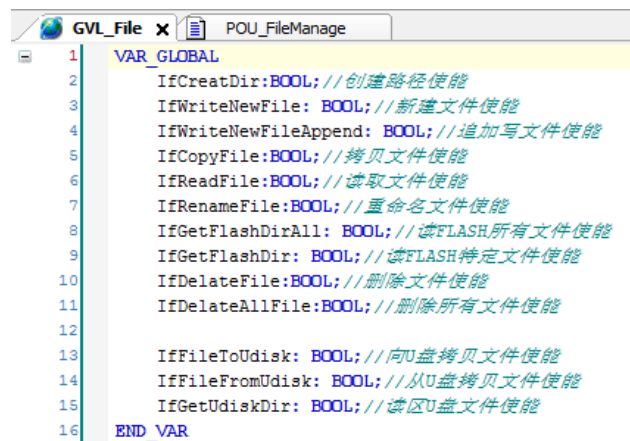 GVL_File X POU_FileManage
1 VAR_GLOBAL
2 IfCreatDir:BOOL;//创建路径使能
3 IfWriteNewFile: BOOL;//新建文件使能
4 IfWriteNewFileAppend: BOOL;//追加写文件使能
5 IfCopyFile:BOOL;//拷贝文件使能
6 IfReadFile:BOOL;//读取文件使能
7 IfRenameFile:BOOL;//重命名文件使能
8 IfGetFlashDirAll: BOOL;//读FLASH所有文件使能
9 IfGetFlashDir: BOOL;//读FLASH特定文件使能
10 IfDelateFile:BOOL;//删除文件使能
11 IfDelateAllFile:BOOL;//删除所有文件使能
12
13 IfFileToUdisk: BOOL;//向U盘拷贝文件使能
14 IfFileFromUdisk: BOOL;//从U盘拷贝文件使能
15 IfGetUdiskDir: BOOL;//读区U盘文件使能
16 END_VAR